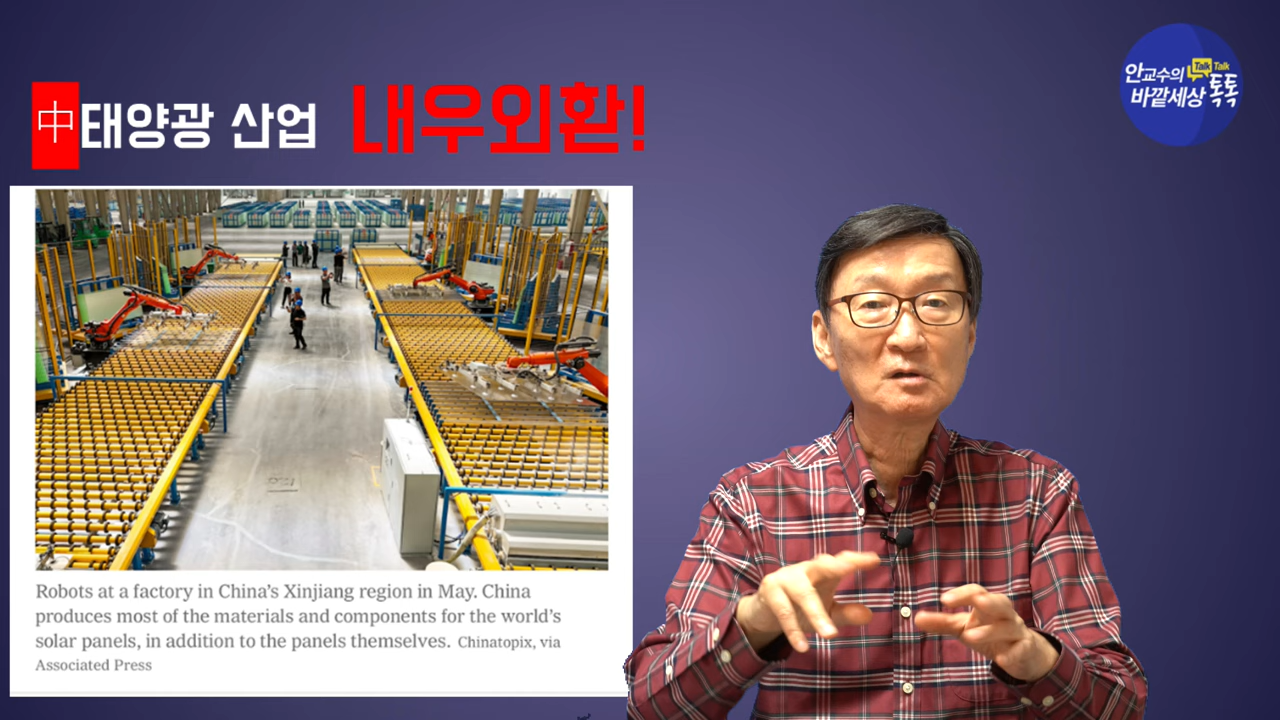 中태양광 산업 내우외환!
안교수의 Talk Talk
바깥세상 톡톡
Robots at a factory in China's Xinjiang region in May. China
produces most of the materials and components for the world's
solar panels, in addition to the panels themselves. Chinatopix, via
Associated Press